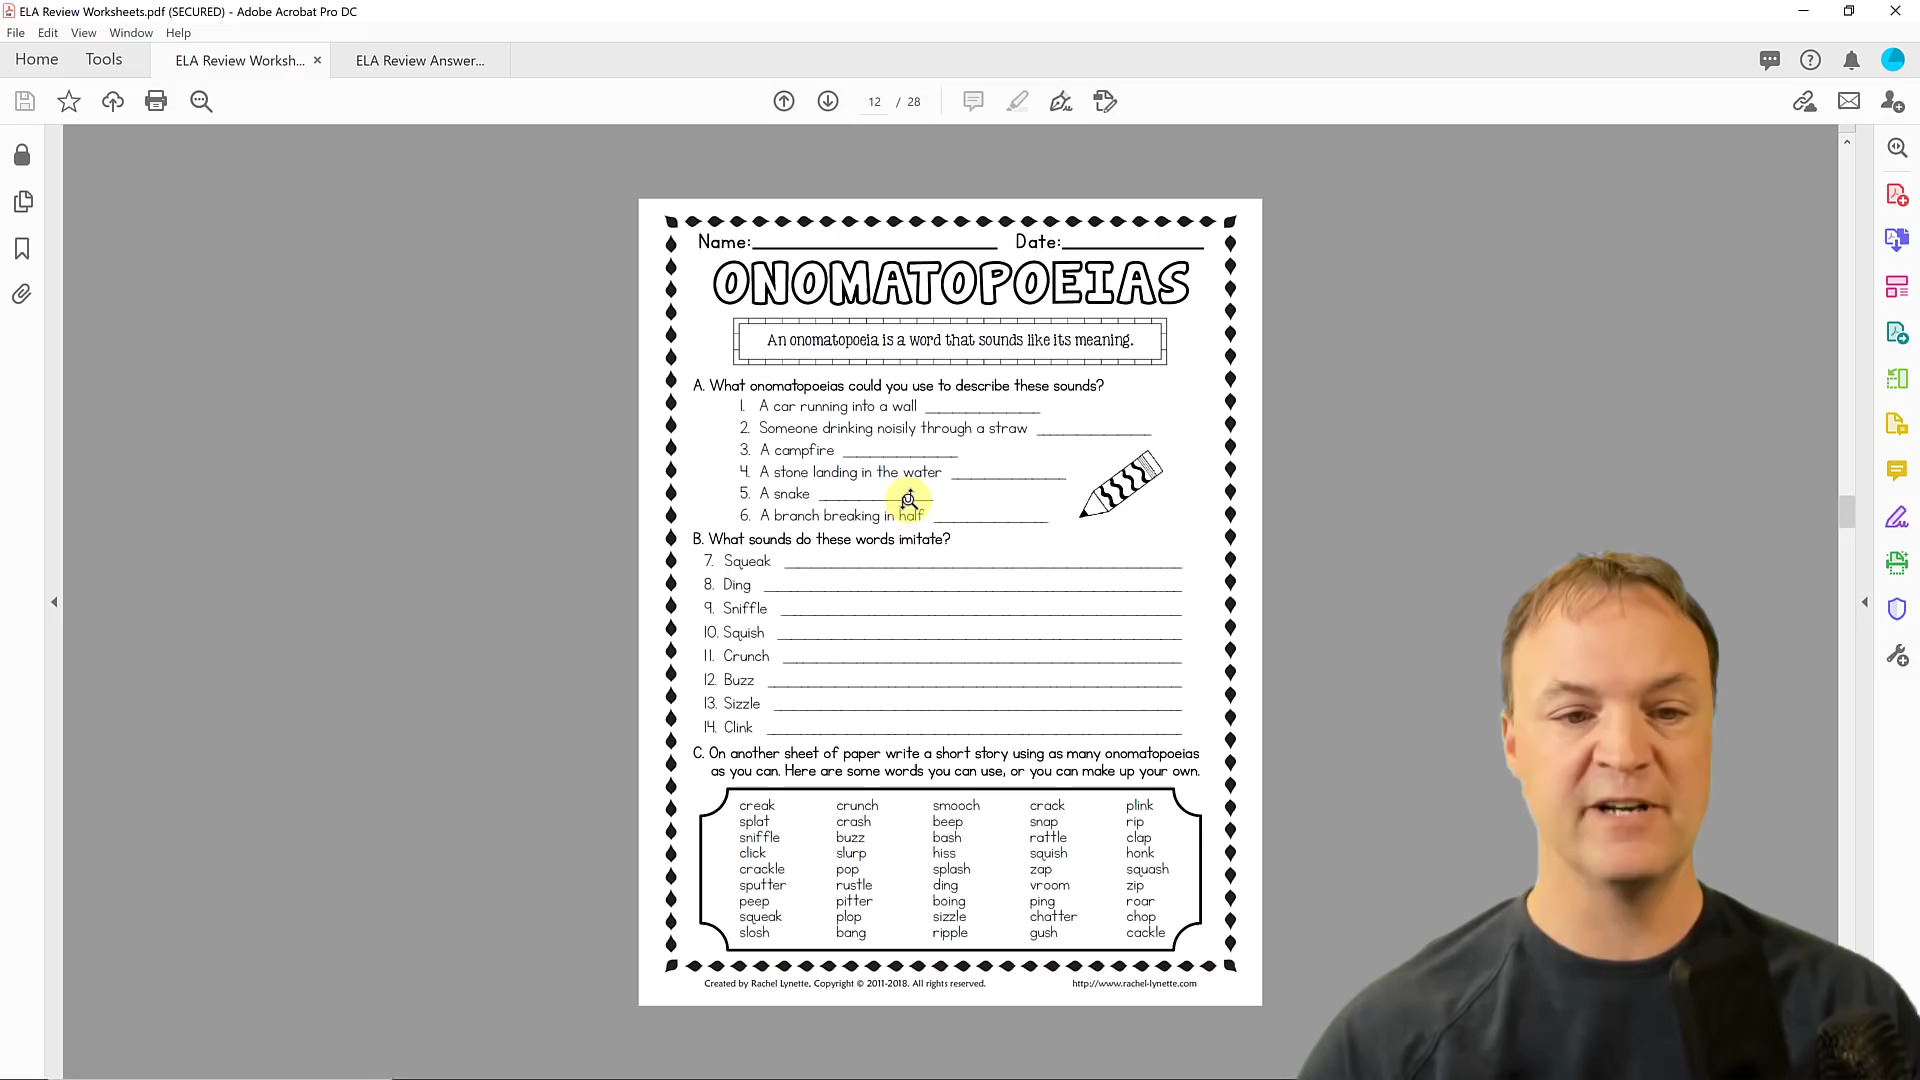 ELA Review Worksheets.pdf (SECURED) - Adobe Acrobat Pro DC
File Edit View Window Help
Home Tools ELA Review Worksh... × ELA Review Answer...
12 / 28
Name: Date:
ONOMATOPOEIAS
An onomatopoeia is a word that sounds like its meaning.
A. What onomatopoeias could you use to describe these sounds?
1. A car running into a wall
2. Someone drinking noisily through a straw
3. A campfire
4. A stone landing in the water
5. A snake
6. A branch breaking in half
B. What sounds do these words imitate?
7. Squeak
8. Ding
9. Sniffle
10. Squish
11. Crunch
12. Buzz
13. Sizzle
14. Clink
C. On another sheet of paper write a short story using as many onomatopoeias
as you can. Here are some words you can use, or you can make up your own.
creak crunch smooch crack plink
splat crash beep snap rip
sniffle buzz bash rattle clap
click slurp hiss squish honk
crackle pop splash zap squash
sputter rustle ding vroom zip
peep pitter boing ping roar
squeak plop sizzle chatter chop
slosh bang ripple gush cackle
Created by Rachel Lynette. Copyright © 2011-2018. All rights reserved. http://www.rachel-lynette.com